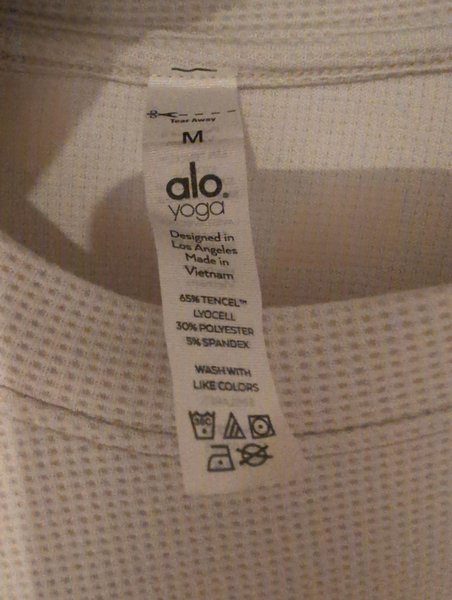 Tear Away
M
alo.
yoga
Designed in
Los Angeles
Made in
Vietnam
65% TENCEL™
LYOCELL
30% POLYESTER
5% SPANDEX
WASH WITH
LIKE COLORS